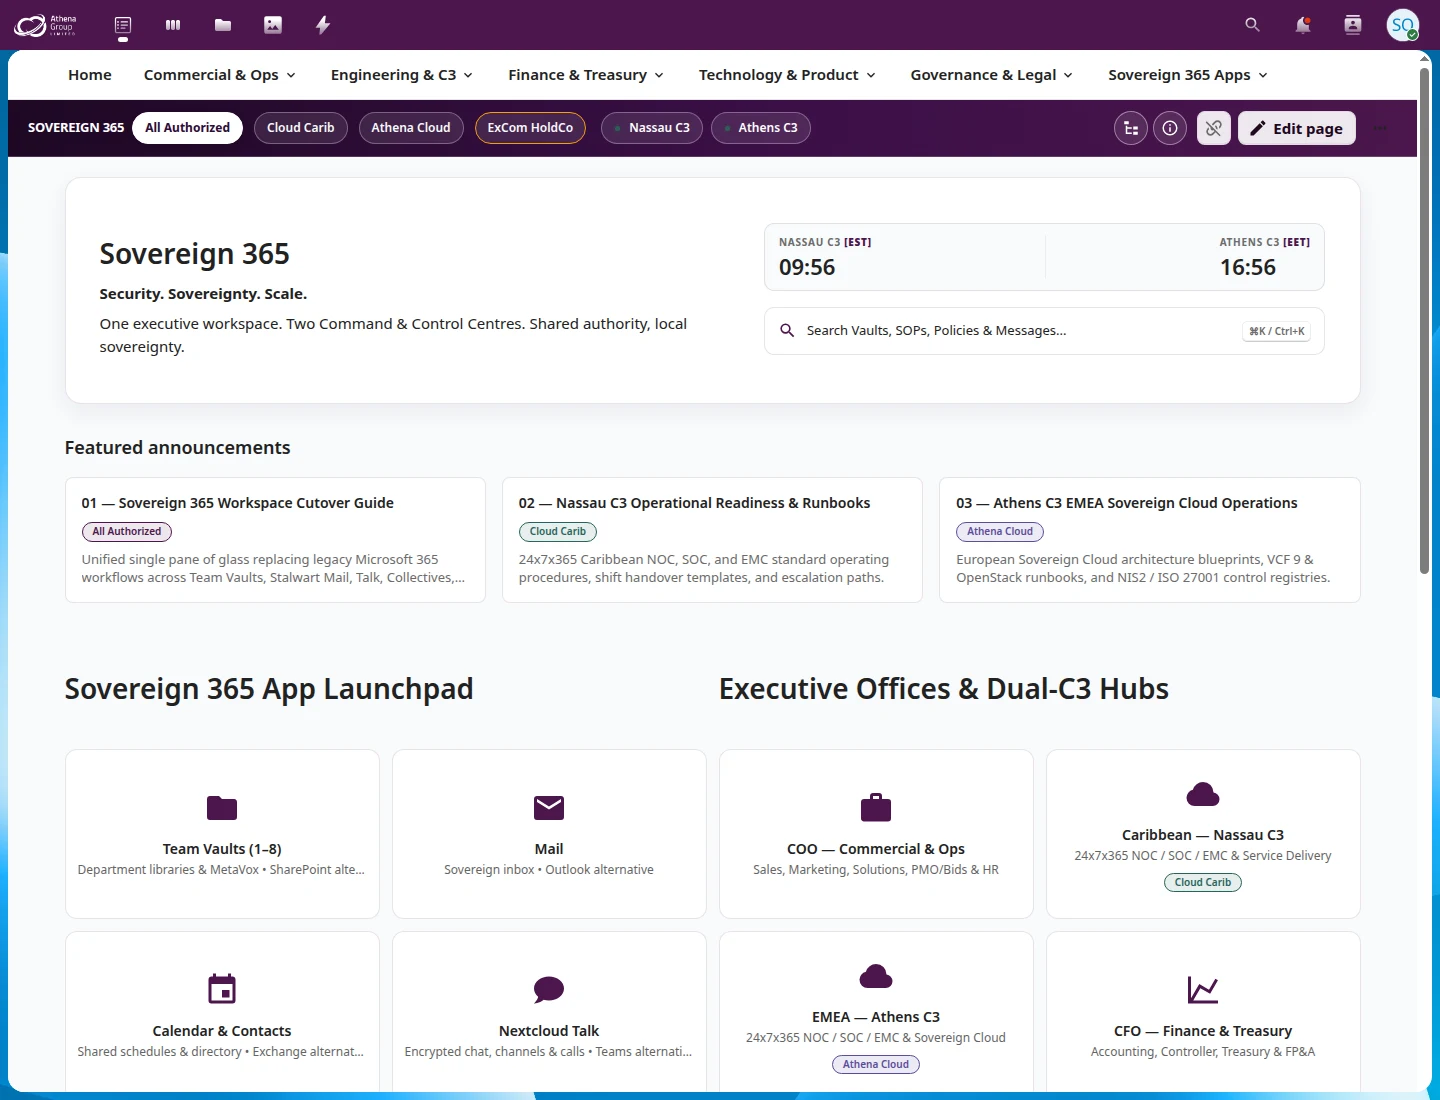 Athena
Group
LIMITED
SO
Home
Commercial & Ops
Engineering & C3
Finance & Treasury
Technology & Product
Governance & Legal
Sovereign 365 Apps
SOVEREIGN 365
All Authorized
Cloud Carib
Athena Cloud
ExCom HoldCo
Nassau C3
Athens C3
Edit page
Sovereign 365
Security. Sovereignty. Scale.
One executive workspace. Two Command & Control Centres. Shared authority, local
sovereignty.
NASSAU C3 [EST]
09:56
ATHENS C3 [EET]
16:56
Search Vaults, SOPs, Policies & Messages...
⌘K / Ctrl+K
Featured announcements
01 — Sovereign 365 Workspace Cutover Guide
All Authorized
Unified single pane of glass replacing legacy Microsoft 365
workflows across Team Vaults, Stalwart Mail, Talk, Collectives,...
02 — Nassau C3 Operational Readiness & Runbooks
Cloud Carib
24x7x365 Caribbean NOC, SOC, and EMC standard operating
procedures, shift handover templates, and escalation paths.
03 — Athens C3 EMEA Sovereign Cloud Operations
Athena Cloud
European Sovereign Cloud architecture blueprints, VCF 9 &
OpenStack runbooks, and NIS2 / ISO 27001 control registries.
Sovereign 365 App Launchpad
Executive Offices & Dual-C3 Hubs
Team Vaults (1–8)
Department libraries & MetaVox • SharePoint alte...
Mail
Sovereign inbox • Outlook alternative
COO — Commercial & Ops
Sales, Marketing, Solutions, PMO/Bids & HR
Caribbean — Nassau C3
24x7x365 NOC / SOC / EMC & Service Delivery
Cloud Carib
Calendar & Contacts
Shared schedules & directory • Exchange alternat...
Nextcloud Talk
Encrypted chat, channels & calls • Teams alternati...
EMEA — Athens C3
24x7x365 NOC / SOC / EMC & Sovereign Cloud
Athena Cloud
CFO — Finance & Treasury
Accounting, Controller, Treasury & FP&A